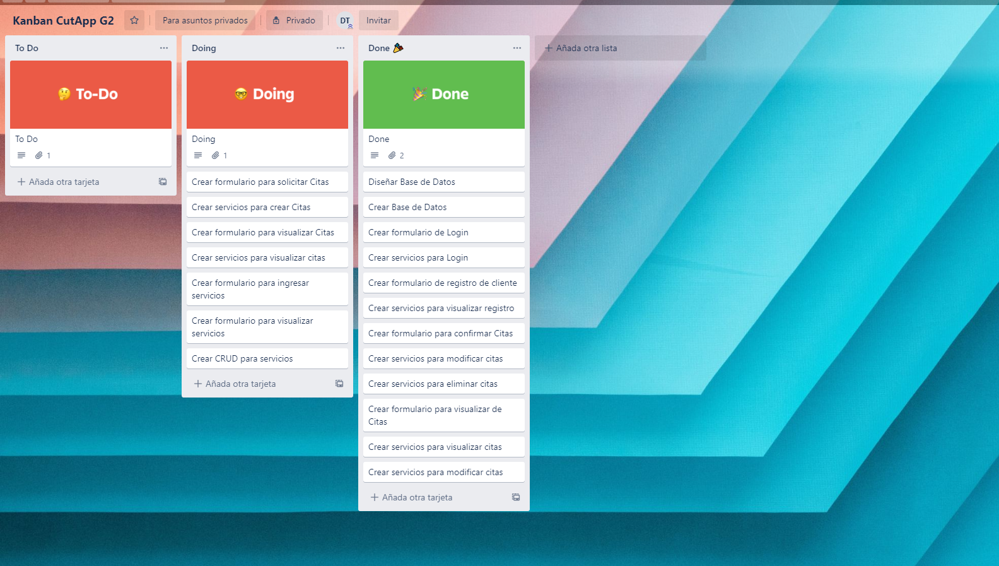 Kanban CutApp G2
Para asuntos privados
Privado
DT
Invitar
To Do
To-Do
To Do
1
Añada otra tarjeta
Doing
Doing
Doing
1
Crear formulario para solicitar Citas
Crear servicios para crear Citas
Crear formulario para visualizar Citas
Crear servicios para visualizar citas
Crear formulario para ingresar
servicios
Crear formulario para visualizar
servicios
Crear CRUD para servicios
Añada otra tarjeta
Done
Done
Done
2
Diseñar Base de Datos
Crear Base de Datos
Crear formulario de Login
Crear servicios para Login
Crear formulario de registro de cliente
Crear servicios para visualizar registro
Crear formulario para confirmar Citas
Crear servicios para modificar citas
Crear servicios para eliminar citas
Crear formulario para visualizar de
Citas
Crear servicios para visualizar citas
Crear servicios para modificar citas
Añada otra tarjeta
Añada otra lista